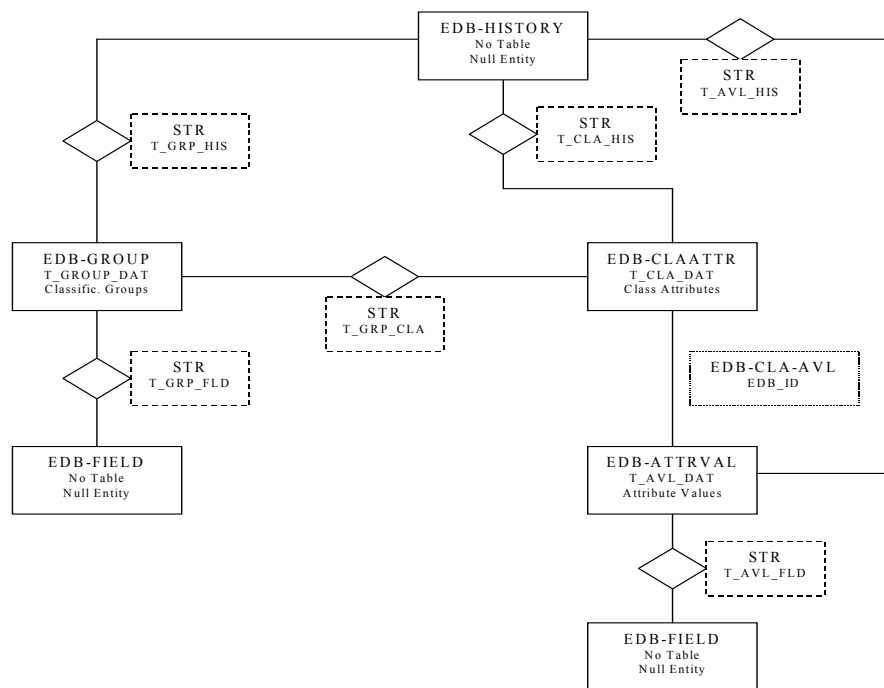 EDB-HISTORY
No Table
Null Entity
STR
T_AVL_HIS
STR
T_GRP_HIS
STR
T_CLA_HIS
EDB-GROUP
T_GROUP_DAT
Classific. Groups
EDB-CLAATTR
T_CLA_DAT
Class Attributes
STR
T_GRP_CLA
STR
T_GRP_FLD
EDB-CLA-AVL
EDB_ID
EDB-FIELD
No Table
Null Entity
EDB-ATTRVAL
T_AVL_DAT
Attribute Values
STR
T_AVL_FLD
EDB-FIELD
No Table
Null Entity